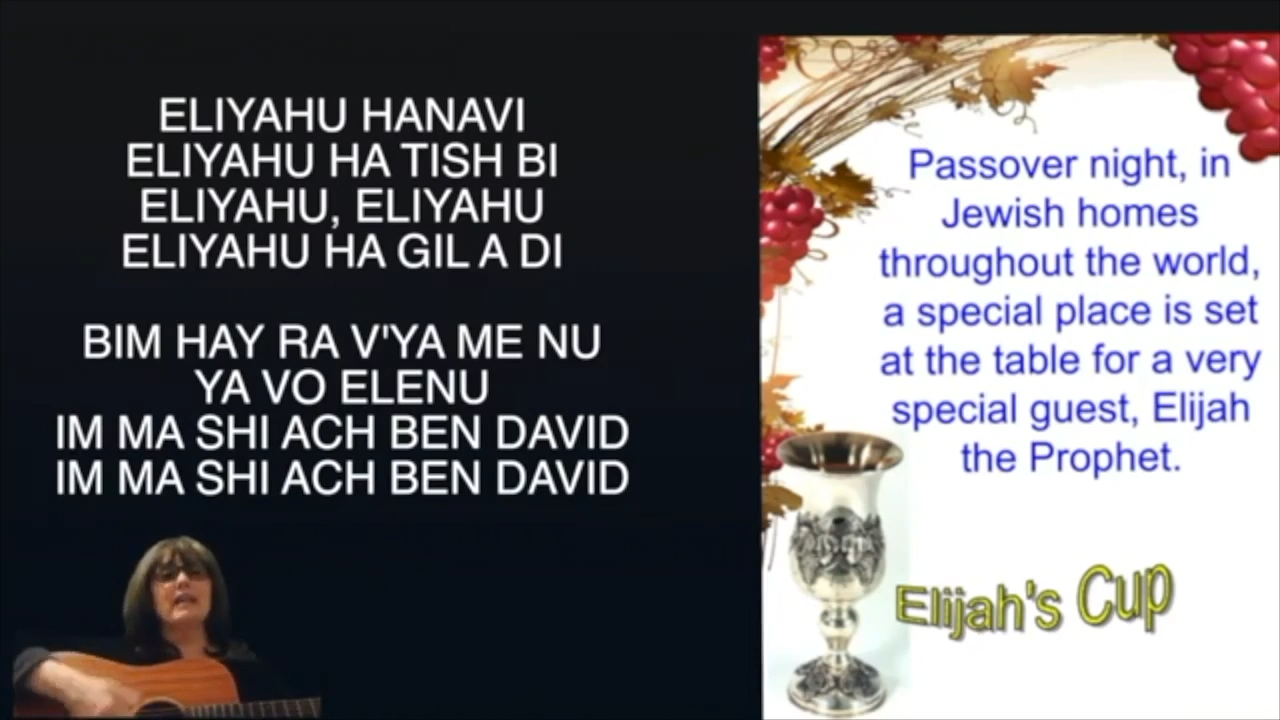 ELIYAHU HANAVI
ELIYAHU HA TISH BI
ELIYAHU, ELIYAHU
ELIYAHU HA GIL A DI
BIM HAY RA V'YA ME NU
YA VO ELENU
IM MA SHI ACH BEN DAVID
IM MA SHI ACH BEN DAVID
Passover night, in
Jewish homes
throughout the world,
a special place is set
at the table for a very
special guest, Elijah
the Prophet.
Elijah's Cup